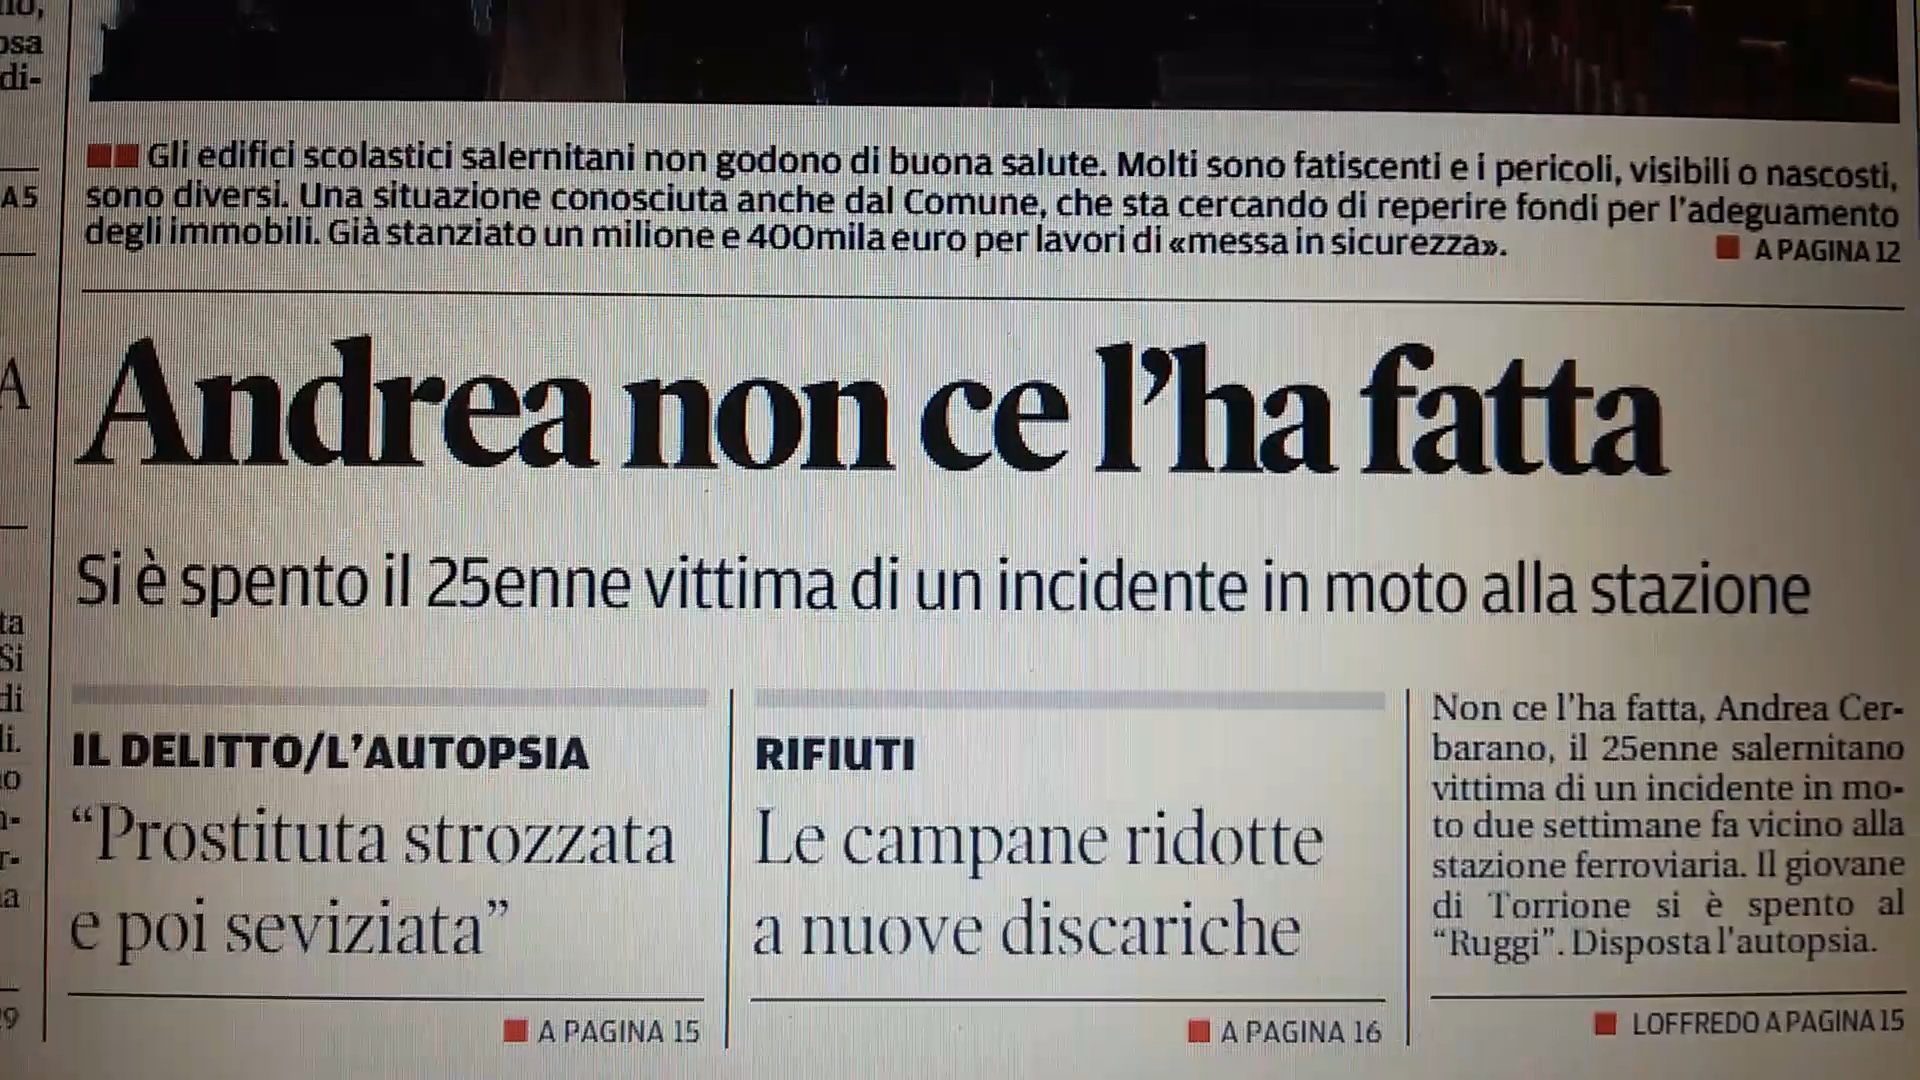 Gli edifici scolastici salernitani non godono di buona salute. Molti sono fatiscenti e i pericoli, visibili o nascosti,
sono diversi. Una situazione conosciuta anche dal Comune, che sta cercando di reperire fondi per l'adeguamento
degli immobili. Già stanziato un milione e 400mila euro per lavori di «messa in sicurezza».
A PAGINA 12
Andrea non ce l'ha fatta
Si è spento il 25enne vittima di un incidente in moto alla stazione
IL DELITTO/L'AUTOPSIA
“Prostituta strozzata
e poi seviziata”
A PAGINA 15
RIFIUTI
Le campane ridotte
a nuove discariche
A PAGINA 16
Non ce l'ha fatta, Andrea Cer-
barano, il 25enne salernitano
vittima di un incidente in mo-
to due settimane fa vicino alla
stazione ferroviaria. Il giovane
di Torrione si è spento al
“Ruggi”. Disposta l'autopsia.
LOFFREDO A PAGINA 15